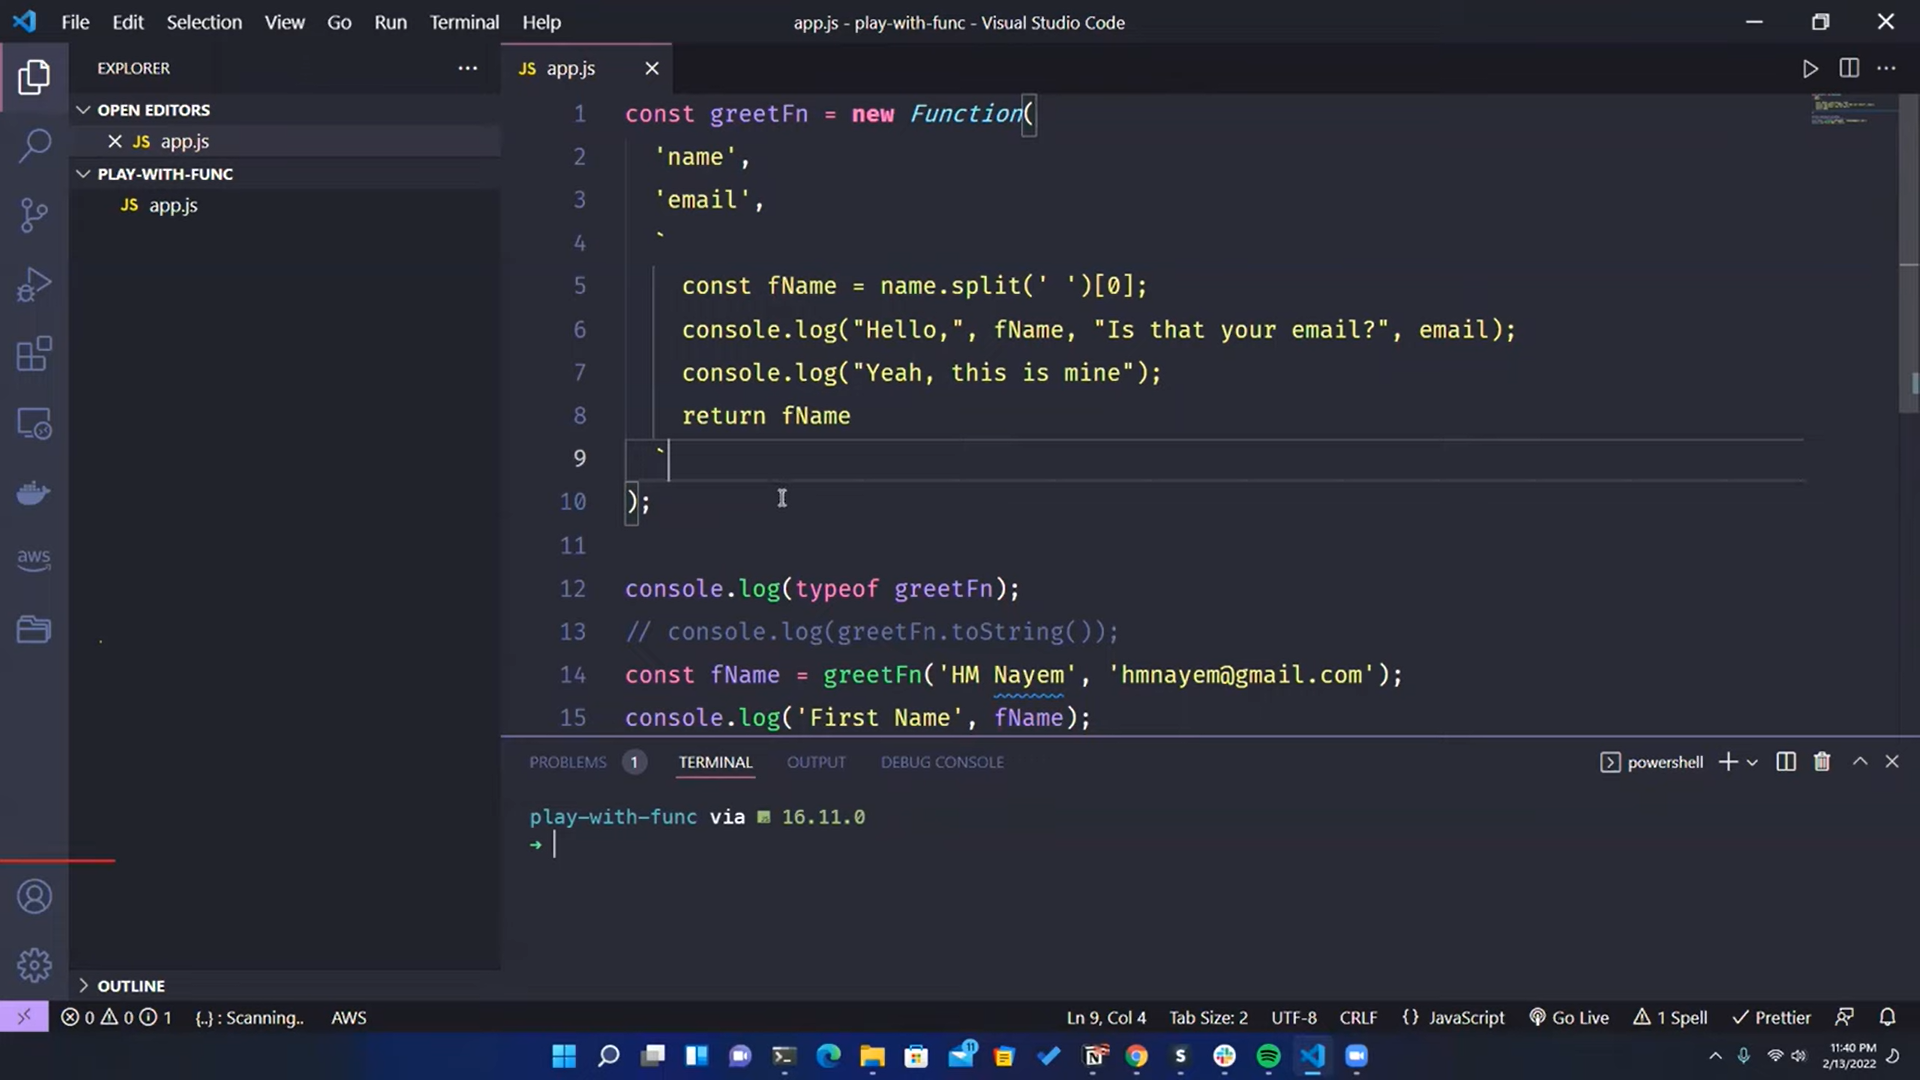 File Edit Selection View Go Run Terminal Help
app.js - play-with-func - Visual Studio Code
EXPLORER
JS app.js
OPEN EDITORS
JS app.js
PLAY-WITH-FUNC
JS app.js
1 const greetFn = new Function(
2 'name',
3 'email',
4 `
5 const fName = name.split(' ')[0];
6 console.log("Hello,", fName, "Is that your email?", email);
7 console.log("Yeah, this is mine");
8 return fName
9 `
10 );
11
12 console.log(typeof greetFn);
13 // console.log(greetFn.toString());
14 const fName = greetFn('HM Nayem', 'hmnayem@gmail.com');
15 console.log('First Name', fName);
aws
PROBLEMS 1 TERMINAL OUTPUT DEBUG CONSOLE
powershell
play-with-func via 16.11.0
➜
OUTLINE
0 0 1 {..} : Scanning.. AWS
Ln 9, Col 4 Tab Size: 2 UTF-8 CRLF {} JavaScript Go Live 1 Spell Prettier
11
N
S
11:40 PM
2/13/2022